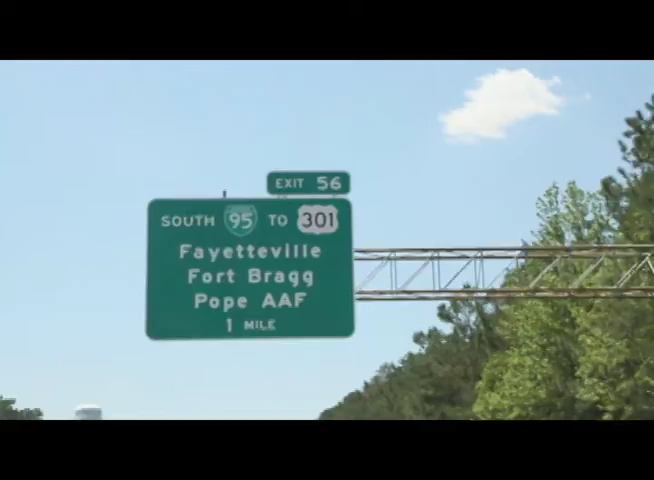 EXIT 56
SOUTH 95 TO 301
Fayetteville
Fort Bragg
Pope AAF
1 MILE